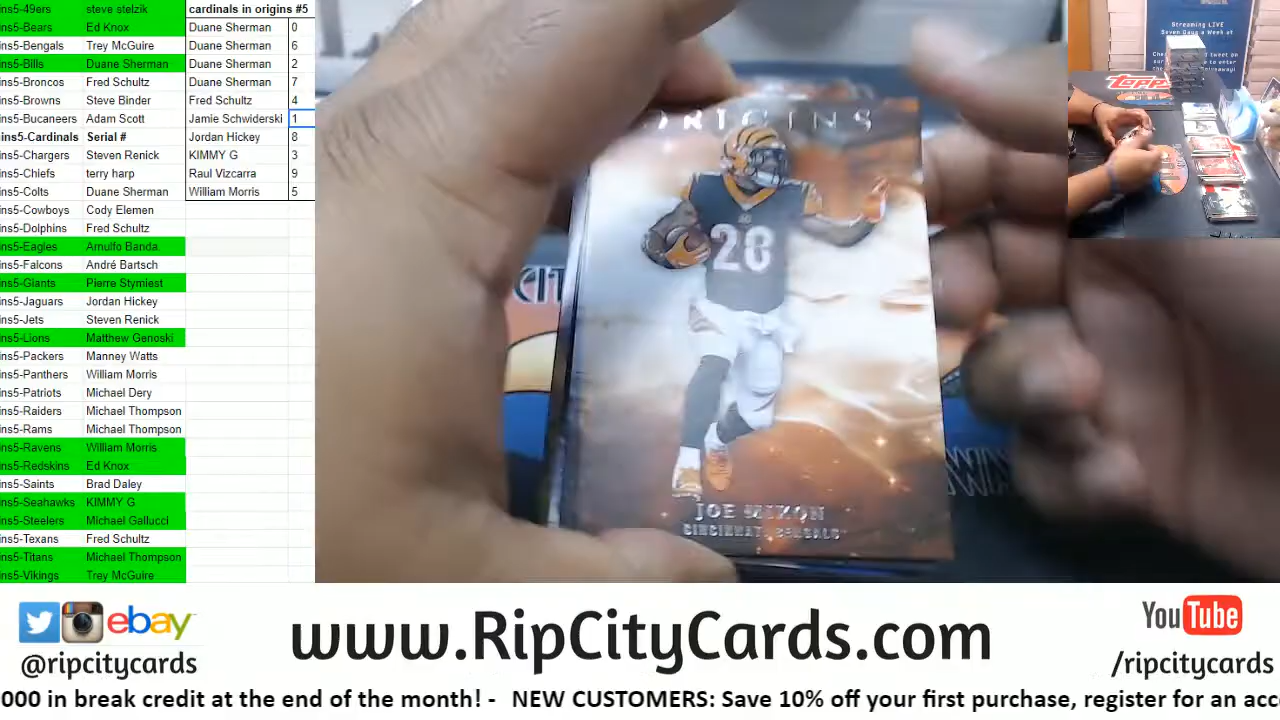 ins5-49ers steve stelzik
ins5-Bears Ed Knox
ins5-Bengals Trey McGuire
ins5-Bills Duane Sherman
ins5-Broncos Fred Schultz
ins5-Browns Steve Binder
ins5-Bucaneers Adam Scott
ins5-Cardinals Serial #
ins5-Chargers Steven Renick
ins5-Chiefs terry harp
ins5-Colts Duane Sherman
ins5-Cowboys Cody Elemen
ins5-Dolphins Fred Schultz
ins5-Eagles Arnulfo Banda.
ins5-Falcons André Bartsch
ins5-Giants Pierre Stymiest
ins5-Jaguars Jordan Hickey
ins5-Jets Steven Renick
ins5-Lions Matthew Genoski
ins5-Packers Manney Watts
ins5-Panthers William Morris
ins5-Patriots Michael Dery
ins5-Raiders Michael Thompson
ins5-Rams Michael Thompson
ins5-Ravens William Morris
ins5-Redskins Ed Knox
ins5-Saints Brad Daley
ins5-Seahawks KIMMY G
ins5-Steelers Michael Gallucci
ins5-Texans Fred Schultz
ins5-Titans Michael Thompson
ins5-Vikings Trey McGuire
cardinals in origins #5
Duane Sherman 0
Duane Sherman 6
Duane Sherman 2
Duane Sherman 7
Fred Schultz 4
Jamie Schwiderski 1
Jordan Hickey 8
KIMMY G 3
Raul Vizcarra 9
William Morris 5
ORIGINS
28
JOE MIXON
CINCINNATI BENGALS
Streaming LIVE
Seven Days a Week at
Topps
ebay
@ripcitycards
www.RipCityCards.com
YouTube
/ripcitycards
000 in break credit at the end of the month! - NEW CUSTOMERS: Save 10% off your first purchase, register for an acc